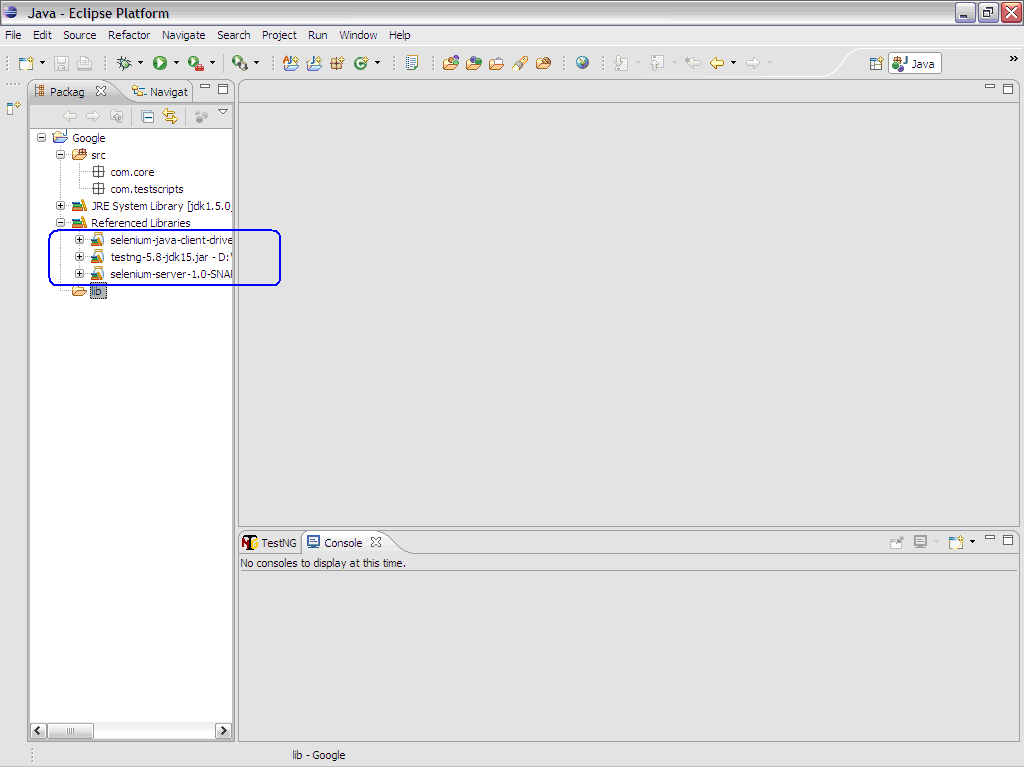 Java - Eclipse Platform
File Edit Source Refactor Navigate Search Project Run Window Help
Java
Packag Navigat
Google
src
com.core
com.testscripts
JRE System Library [jdk1.5.0_
Referenced Libraries
selenium-java-client-drive
testng-5.8-jdk15.jar - D:\
selenium-server-1.0-SNA
lib
TestNG Console
No consoles to display at this time.
lib - Google